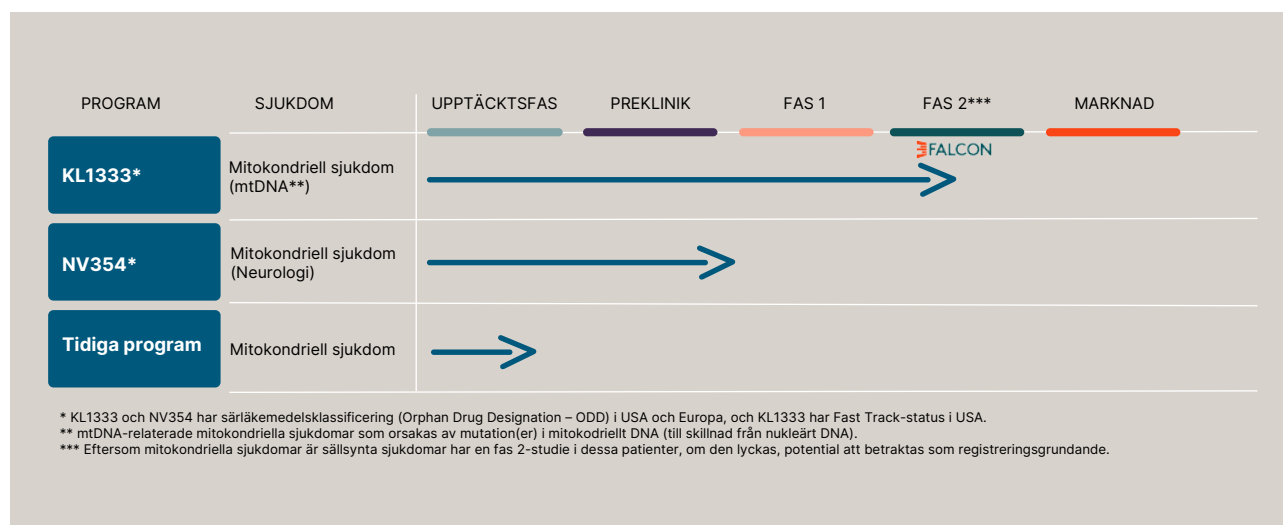 PROGRAM SJUKDOM UPPTÄCKTSFAS PREKLINIK FAS 1 FAS 2*** MARKNAD
FALCON
KL1333*
Mitokondriell sjukdom
(mtDNA**)
NV354*
Mitokondriell sjukdom
(Neurologi)
Tidiga program
Mitokondriell sjukdom
* KL1333 och NV354 har särläkemedelsklassificering (Orphan Drug Designation – ODD) i USA och Europa, och KL1333 har Fast Track-status i USA.
** mtDNA-relaterade mitokondriella sjukdomar som orsakas av mutation(er) i mitokodriellt DNA (till skillnad från nukleärt DNA).
*** Eftersom mitokondriella sjukdomar är sällsynta sjukdomar har en fas 2-studie i dessa patienter, om den lyckas, potential att betraktas som registreringsgrundande.